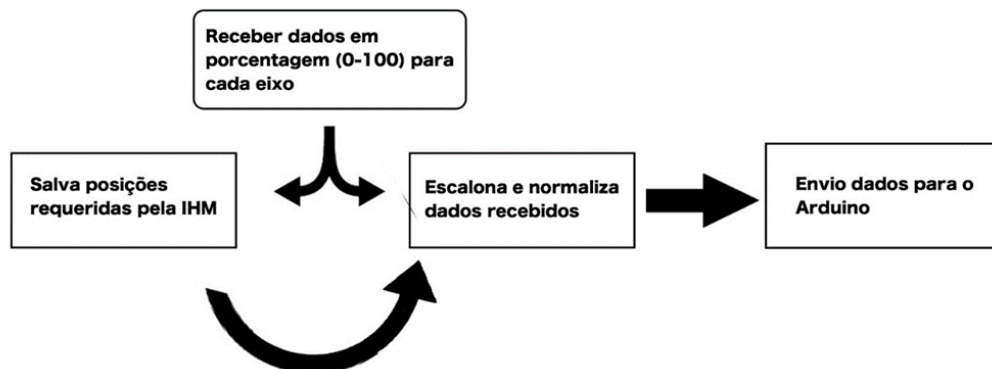 Receber dados em
porcentagem (0-100) para
cada eixo
Salva posições
requeridas pela IHM
Escalona e normaliza
dados recebidos
Envio dados para o
Arduino